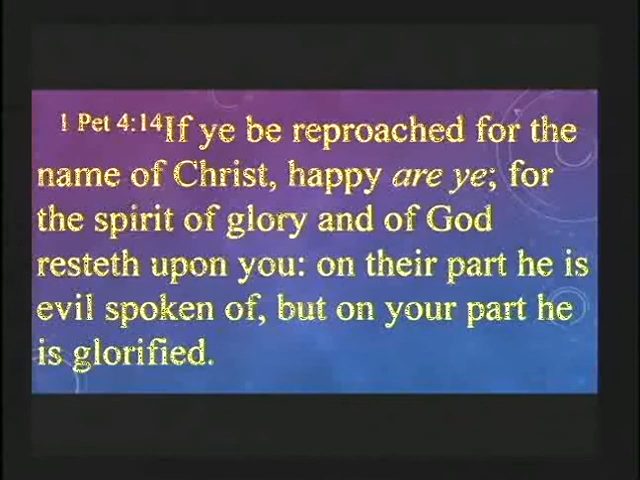 1 Pet 4:14If ye be reproached for the
name of Christ, happy are ye; for
the spirit of glory and of God
resteth upon you: on their part he is
evil spoken of, but on your part he
is glorified.